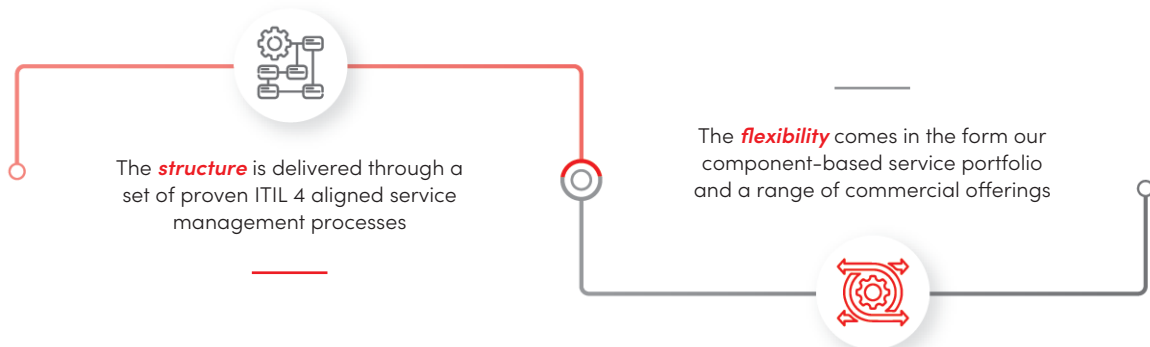 The structure is delivered through a
set of proven ITIL 4 aligned service
management processes
The flexibility comes in the form our
component-based service portfolio
and a range of commercial offerings